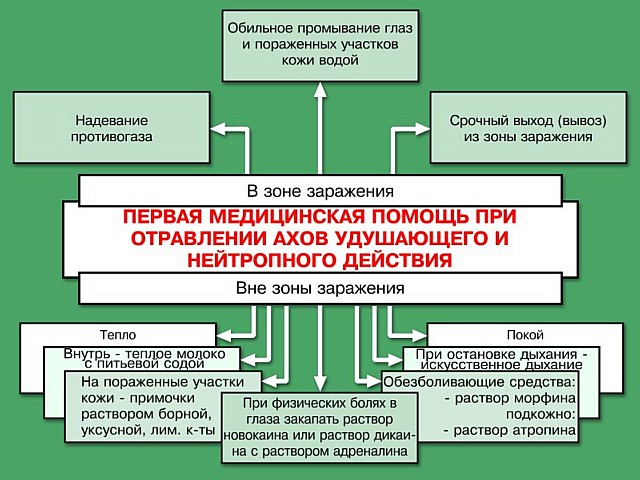 Обильное промывание глаз
и пораженных участков
кожи водой
Надевание
противогаза
Срочный выход (вывоз)
из зоны заражения
В зоне заражения
ПЕРВАЯ МЕДИЦИНСКАЯ ПОМОЩЬ ПРИ
ОТРАВЛЕНИИ АХОВ УДУШАЮЩЕГО И
НЕЙТРОПНОГО ДЕЙСТВИЯ
Вне зоны заражения
Тепло
Внутрь - теплое молоко
с питьевой содой
На пораженные участки
кожи - примочки
раствором борной,
уксусной, лим. к-ты
При физических болях в
глаза закапать раствор
новокаина или раствор дикаи-
на с раствором адреналина
Покой
При остановке дыхания -
искусственное дыхание
Обезболивающие средства:
- раствор морфина
подкожно:
- раствор атропина